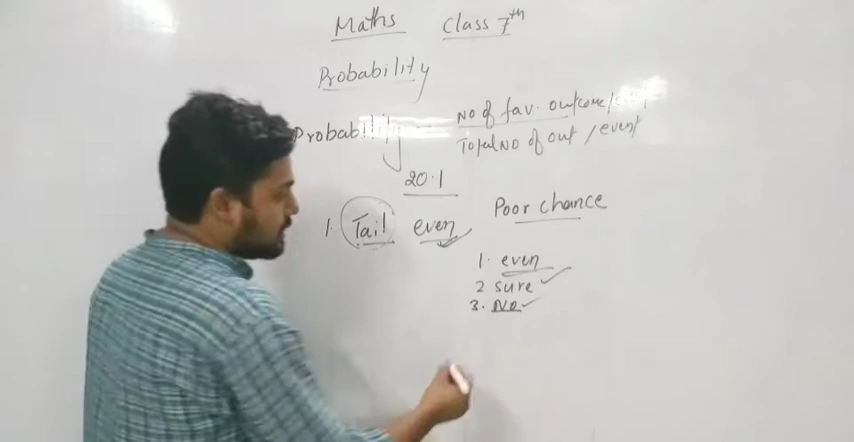 Maths Class 7th
Probability
Probability No of fav. outcome/
Total No of out / event
20.1
1. Tail even Poor chance
1. even
2 sure
3. No